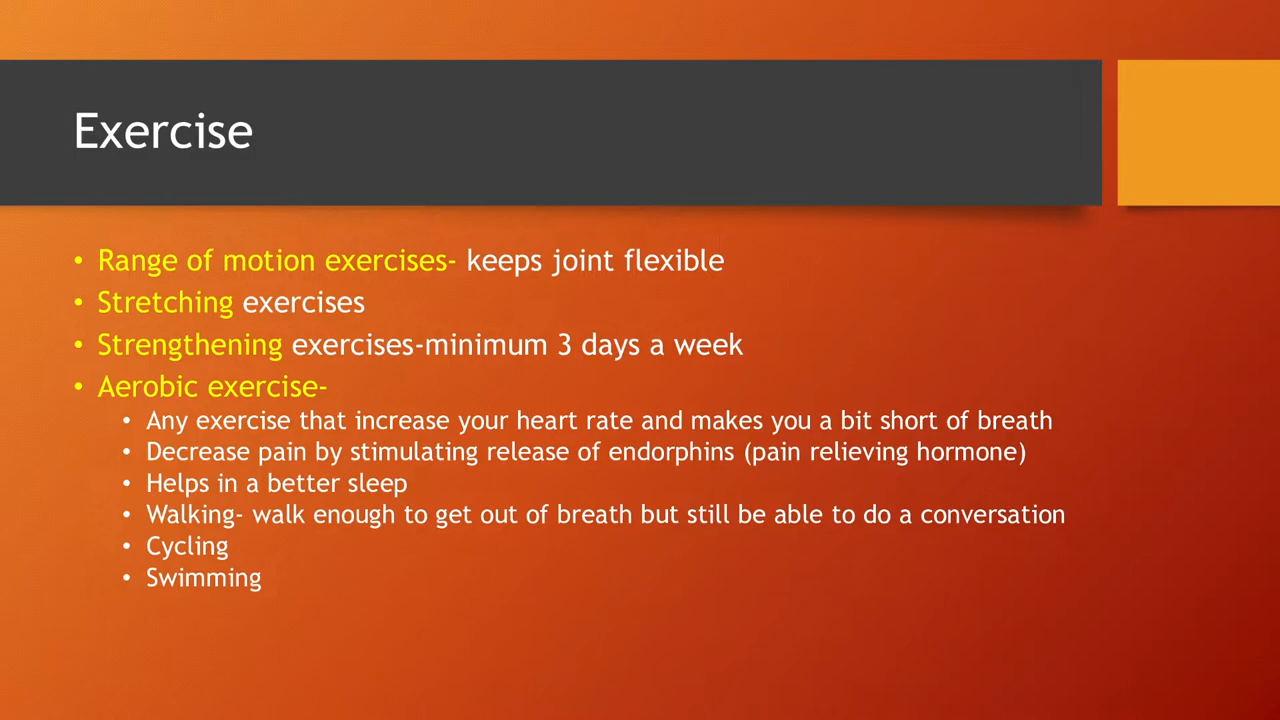 Exercise
• Range of motion exercises- keeps joint flexible
• Stretching exercises
• Strengthening exercises-minimum 3 days a week
• Aerobic exercise-
• Any exercise that increase your heart rate and makes you a bit short of breath
• Decrease pain by stimulating release of endorphins (pain relieving hormone)
• Helps in a better sleep
• Walking- walk enough to get out of breath but still be able to do a conversation
• Cycling
• Swimming